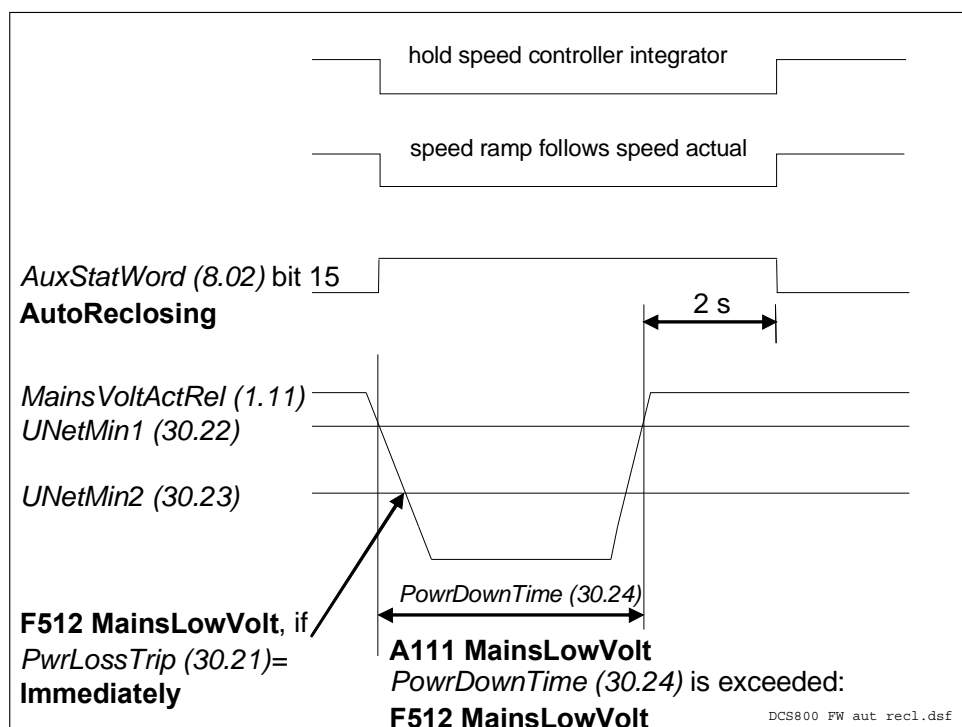 hold speed controller integrator
speed ramp follows speed actual
AuxStatWord (8.02) bit 15
AutoReclosing
2 s
MainsVoltActRel (1.11)
UNetMin1 (30.22)
UNetMin2 (30.23)
PowrDownTime (30.24)
F512 MainsLowVolt, if
PwrLossTrip (30.21)=
Immediately
A111 MainsLowVolt
PowrDownTime (30.24) is exceeded:
F512 MainsLowVolt
DCS800 FW aut recl.dsf